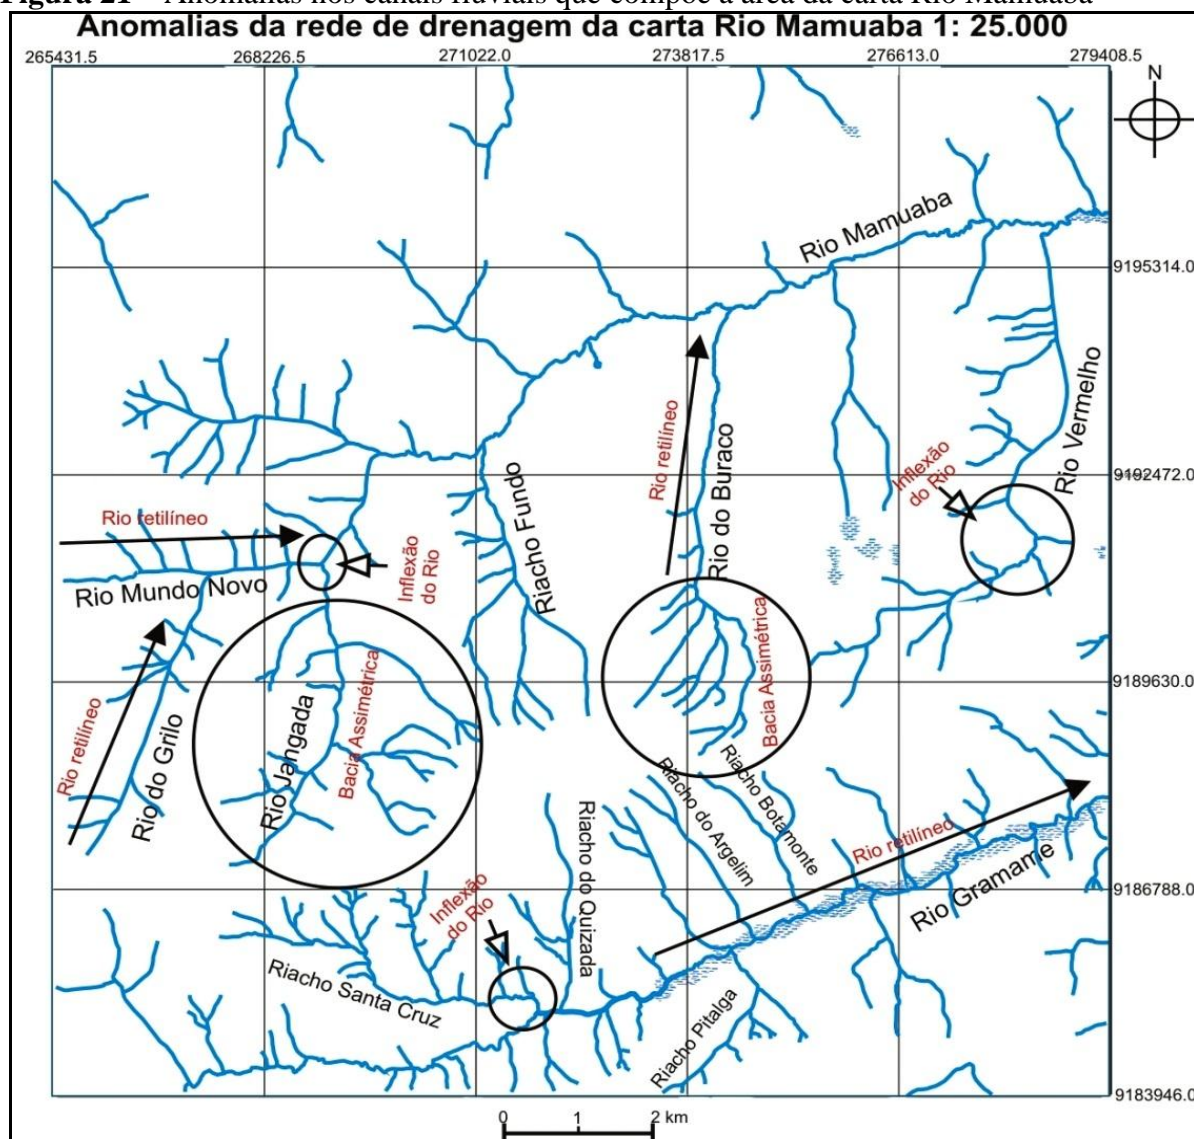 Figura 21 – Anomalias nos canais fluviais que compõe a área da carta Rio Mamuaba
Anomalias da rede de drenagem da carta Rio Mamuaba 1: 25.000
265431.5
268226.5
271022.0
273817.5
276613.0
279408.5
N
Rio Mamuaba
9195314.0
Rio Vermelho
Rio retilíneo
Rio do Buraco
Inflexão
do Rio
9192472.0
Riacho Fundo
Rio retilíneo
Inflexão
do Rio
Rio Mundo Novo
Bacia Assimétrica
Bacia Assimétrica
9189630.0
Rio retilíneo
Rio do Grilo
Rio Jangada
Riacho do Argelim
Riacho Botamonte
Riacho do Quizada
Rio retilíneo
Rio Gramame
9186788.0
Inflexão
do Rio
Riacho Santa Cruz
Riacho Pitalga
9183946.0
0 1 2 km